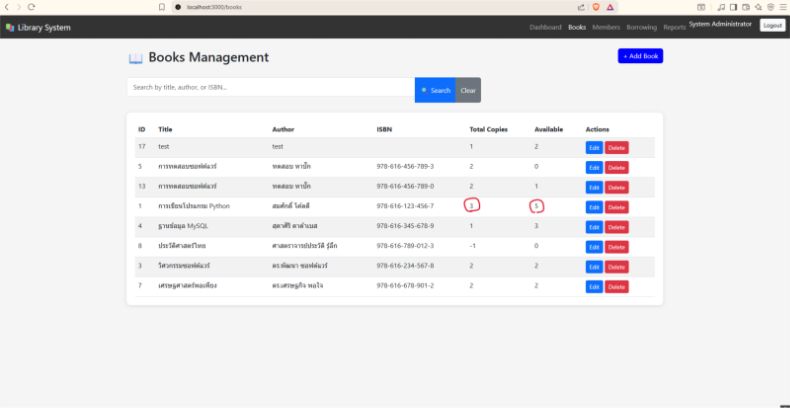 localhost:3000/books
Library System Dashboard Books Members Borrowing Reports System Administrator Logout
Books Management + Add Book
Search by title, author, or ISBN... Search Clear
ID Title Author ISBN Total Copies Available Actions
17 test test 1 2 Edit Delete
5 การทดสอบซอฟต์แวร์ ทดสอบ หาบั๊ก 978-616-456-789-3 2 0 Edit Delete
13 การทดสอบซอฟต์แวร์ ทดสอบ หาบั๊ก 978-616-456-789-0 2 1 Edit Delete
1 การเขียนโปรแกรม Python สมศักดิ์ โค้ดดี 978-616-123-456-7 3 5 Edit Delete
4 ฐานข้อมูล MySQL สุดาศิริ ดาต้าเบส 978-616-345-678-9 1 3 Edit Delete
8 ประวัติศาสตร์ไทย ศาสตราจารย์ประวัติ รู้ลึก 978-616-789-012-3 -1 0 Edit Delete
3 วิศวกรรมซอฟต์แวร์ ดร.พัฒนา ซอฟต์แวร์ 978-616-234-567-8 2 2 Edit Delete
7 เศรษฐศาสตร์พอเพียง ดร.เศรษฐกิจ พอใจ 978-616-678-901-2 2 2 Edit Delete